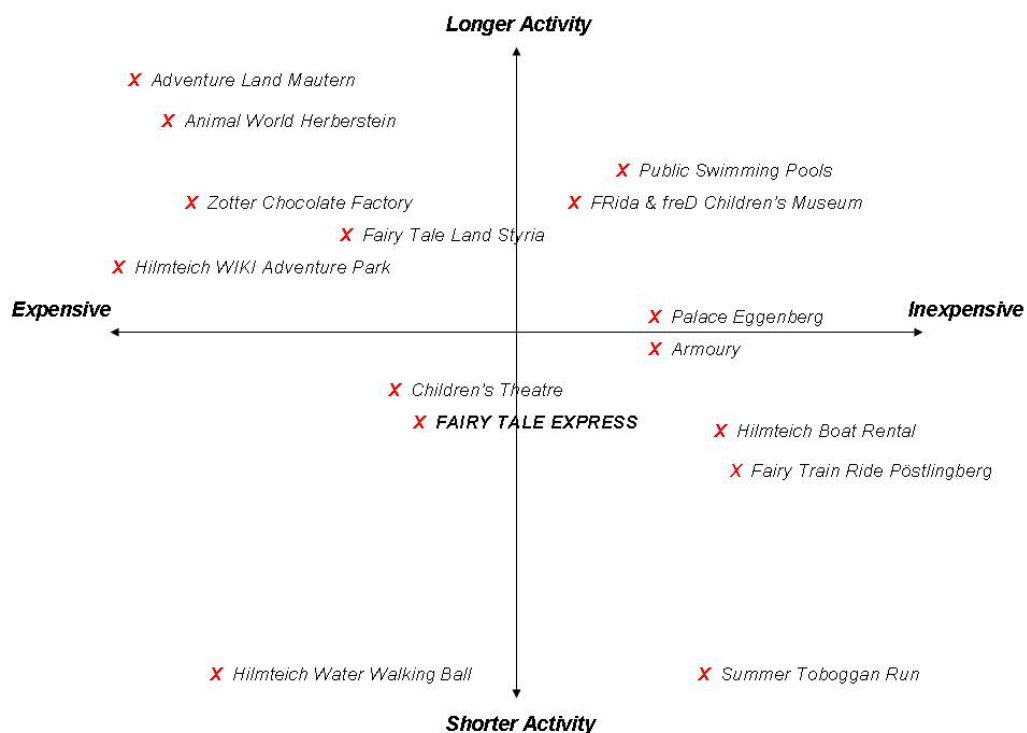 Longer Activity
X Adventure Land Mautern
X Animal World Herberstein
X Public Swimming Pools
X Zotter Chocolate Factory
X FRida & freD Children's Museum
X Fairy Tale Land Styria
X Hilmteich WIKI Adventure Park
Expensive
Inexpensive
X Palace Eggenberg
X Armoury
X Children's Theatre
X FAIRY TALE EXPRESS
X Hilmteich Boat Rental
X Fairy Train Ride Pöstlingberg
X Hilmteich Water Walking Ball
X Summer Toboggan Run
Shorter Activity